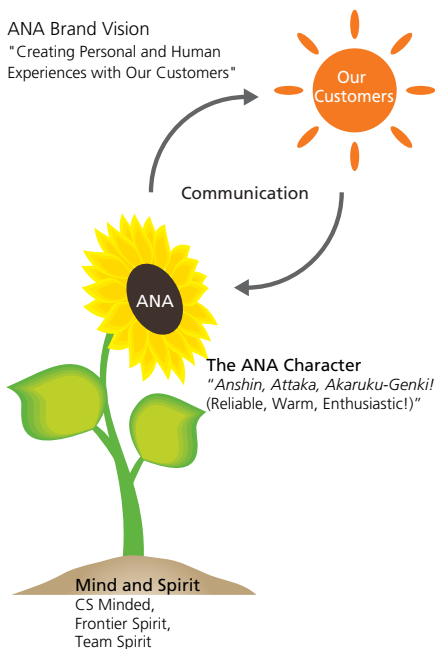 ANA Brand Vision
"Creating Personal and Human
Experiences with Our Customers"
Our
Customers
Communication
ANA
The ANA Character
"Anshin, Attaka, Akaruku-Genki!
(Reliable, Warm, Enthusiastic!)”
Mind and Spirit
CS Minded,
Frontier Spirit,
Team Spirit